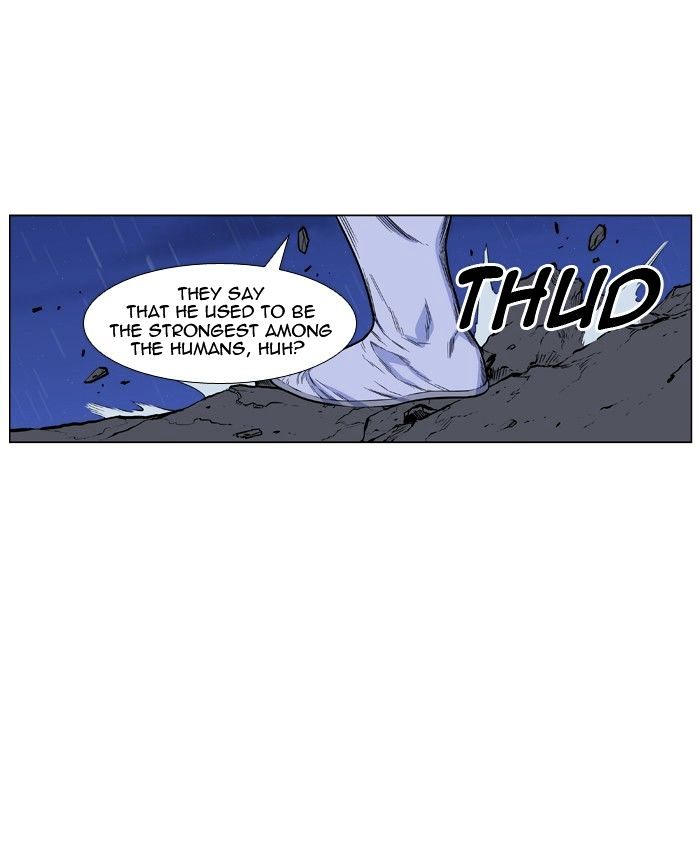 THEY SAY
THAT HE USED TO BE
THE STRONGEST AMONG
THE HUMANS, HUH?
THUD